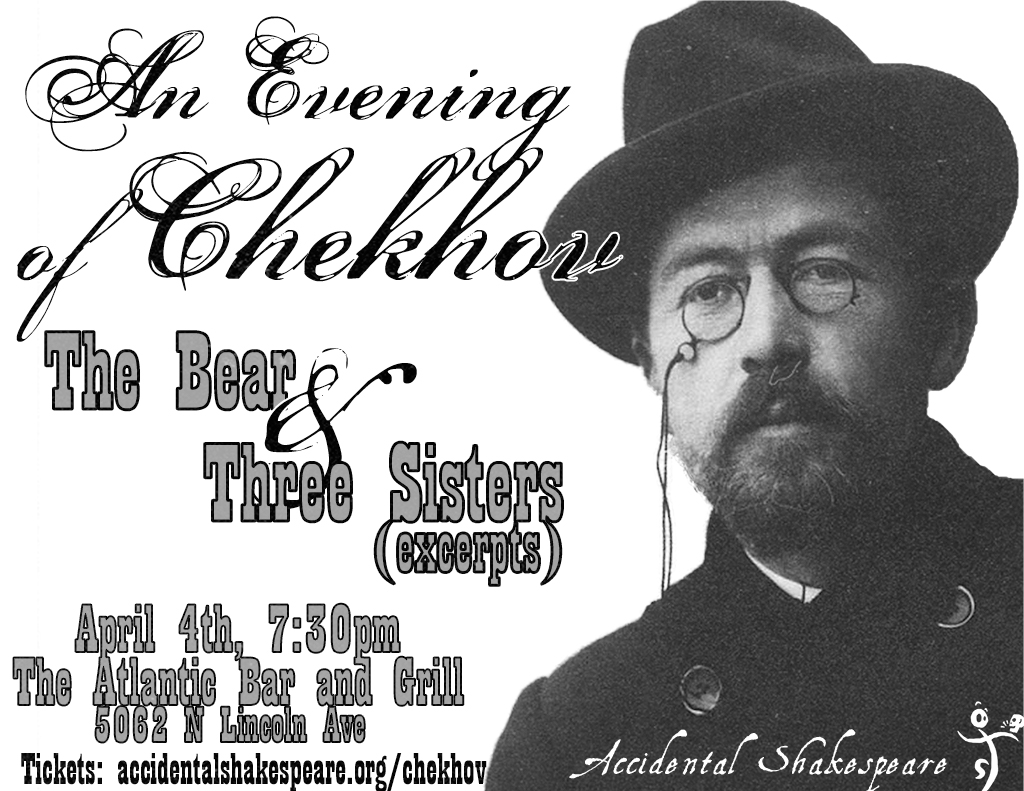 An Evening
of Chekhov
The Bear
&
Three Sisters
(excerpts)
April 4th, 7:30pm
The Atlantic Bar and Grill
5062 N Lincoln Ave
Tickets: accidentalshakespeare.org/chekhov
Accidental Shakespeare